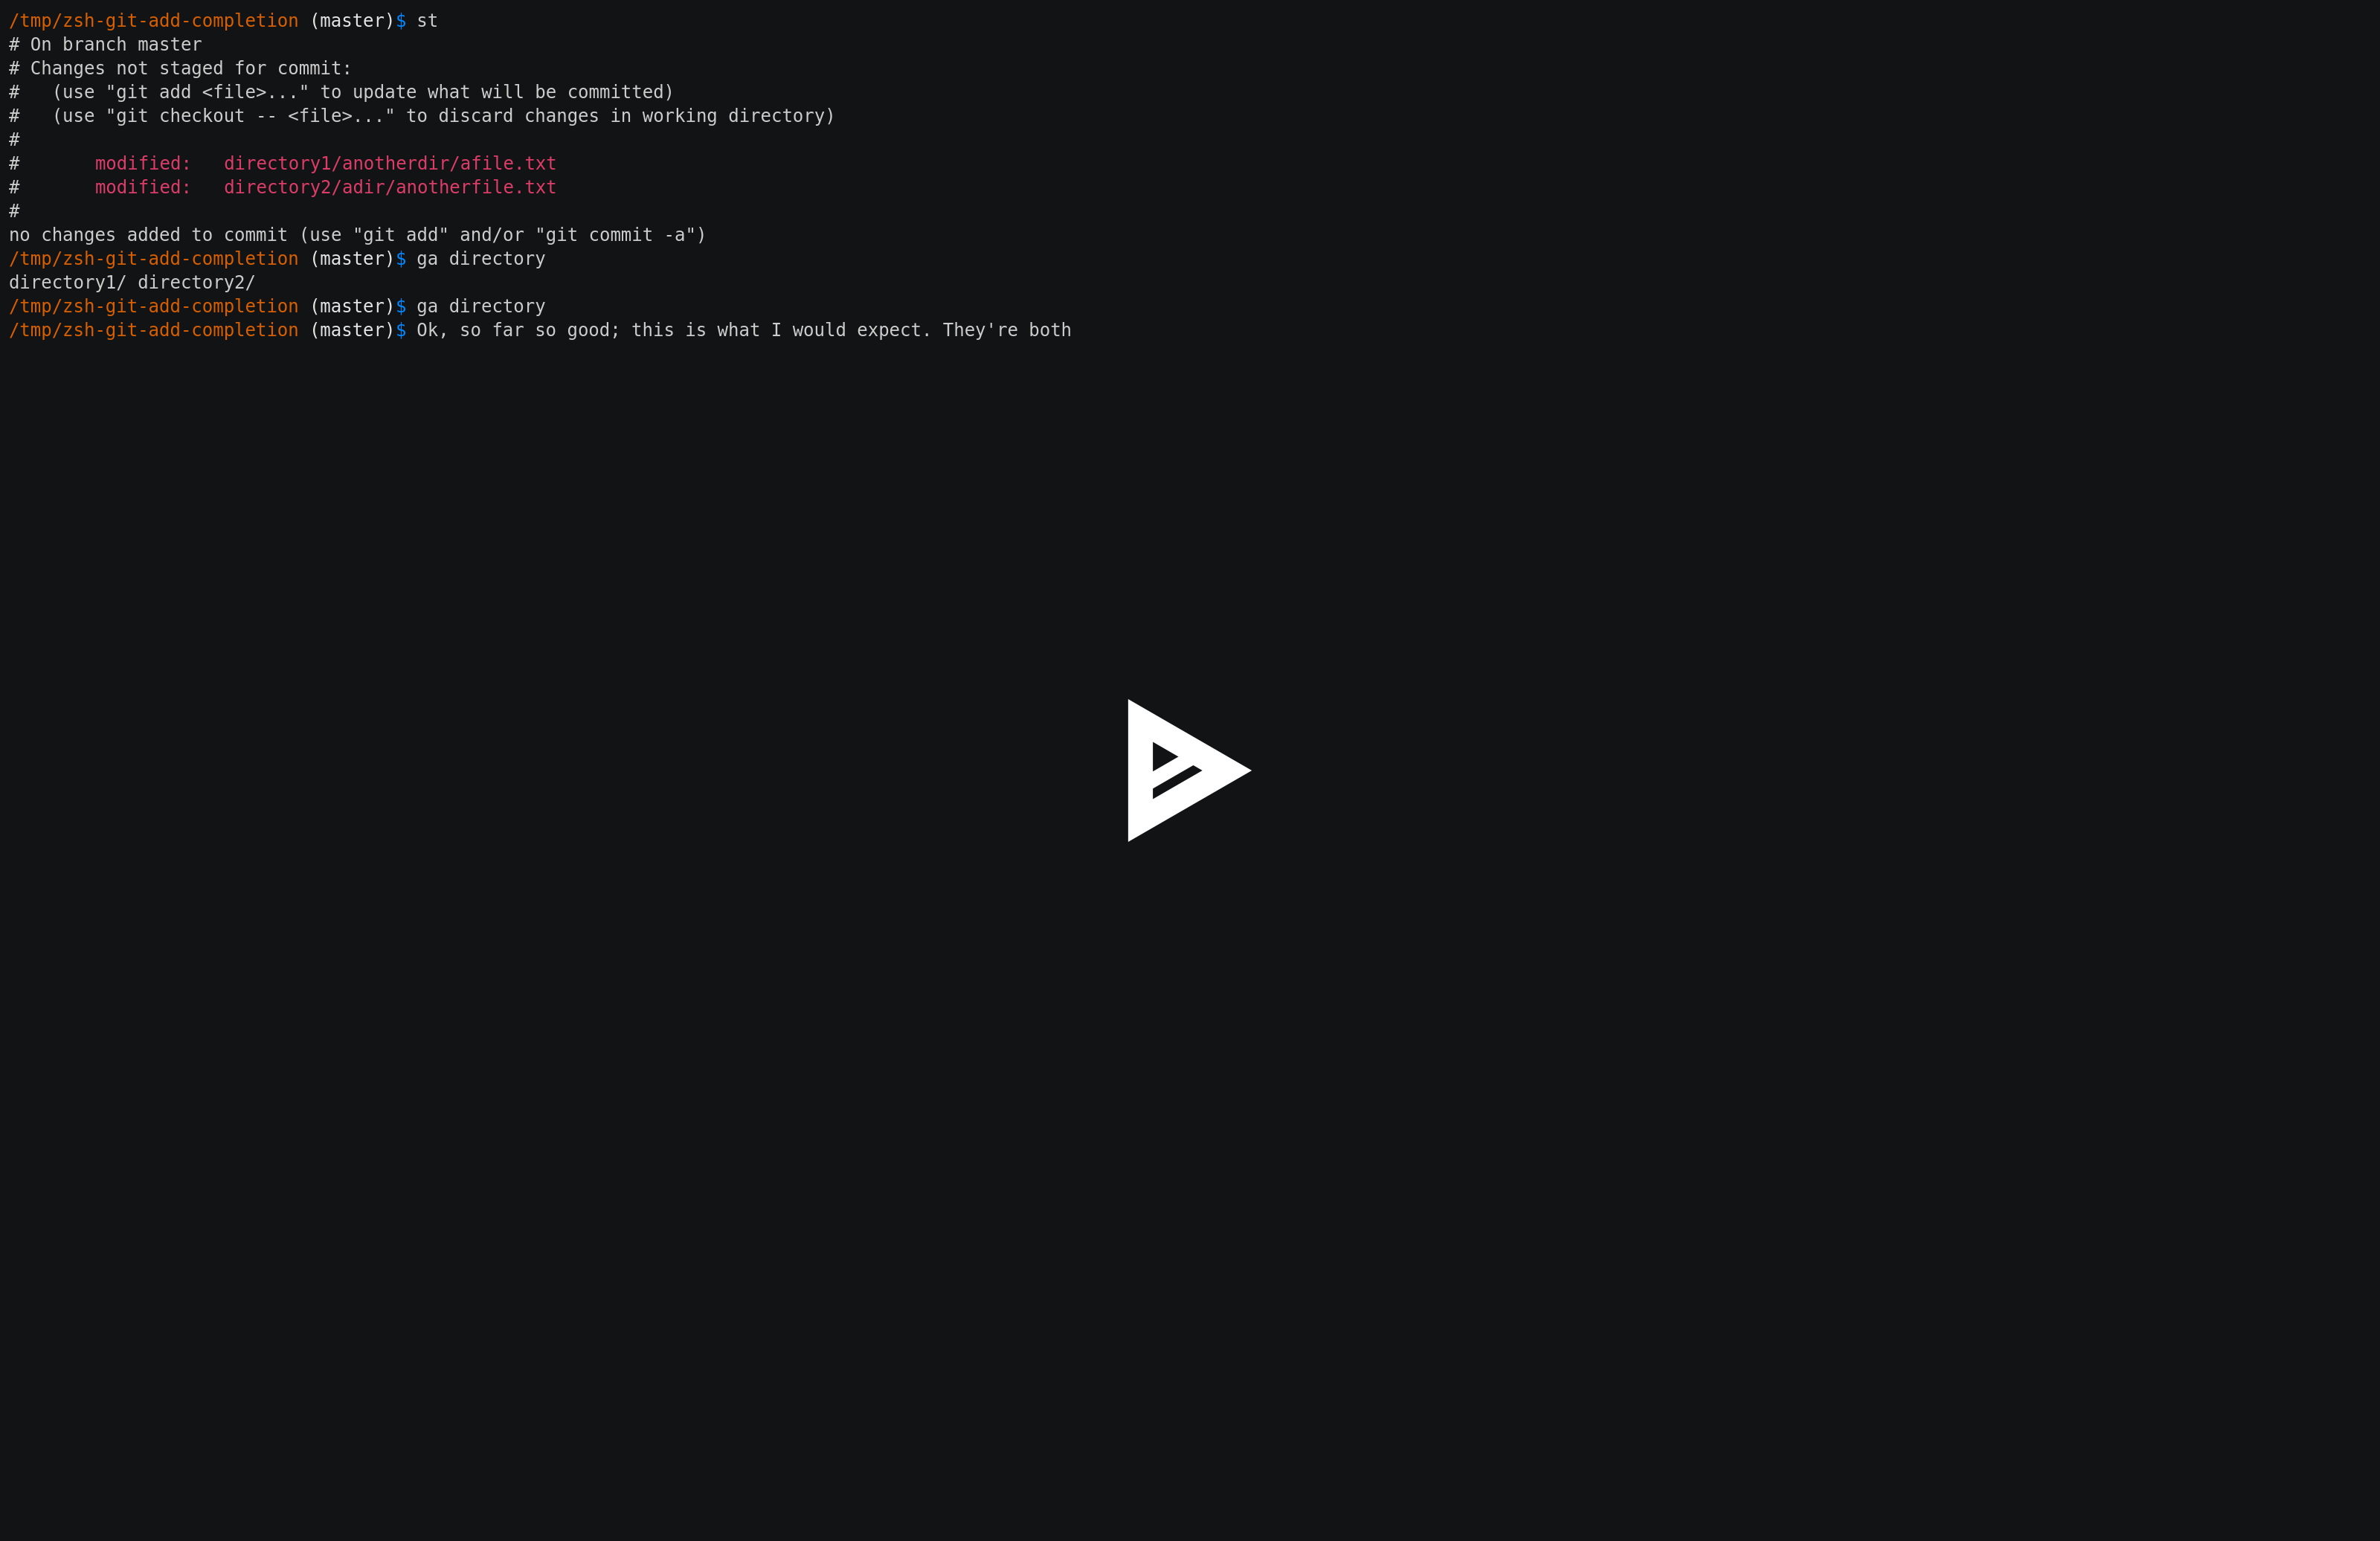 /tmp/zsh-git-add-completion (master)$ st
# On branch master
# Changes not staged for commit:
#   (use "git add <file>..." to update what will be committed)
#   (use "git checkout -- <file>..." to discard changes in working directory)
#
#       modified:   directory1/anotherdir/afile.txt
#       modified:   directory2/adir/anotherfile.txt
#
no changes added to commit (use "git add" and/or "git commit -a")
/tmp/zsh-git-add-completion (master)$ ga directory
directory1/ directory2/
/tmp/zsh-git-add-completion (master)$ ga directory
/tmp/zsh-git-add-completion (master)$ Ok, so far so good; this is what I would expect. They're both